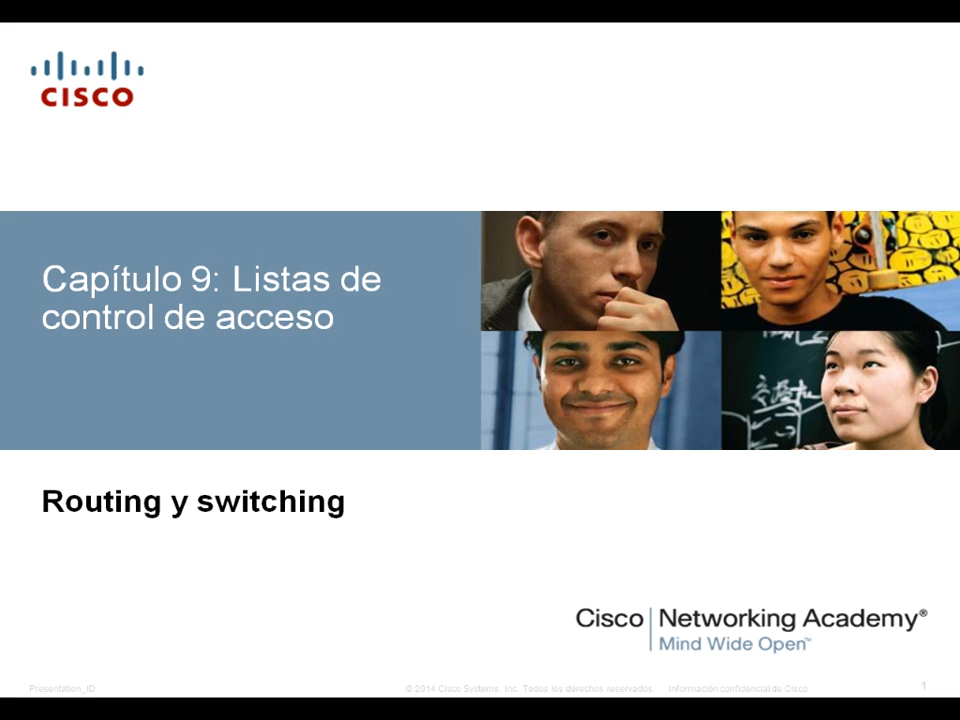 CISCO
Capítulo 9: Listas de
control de acceso
Routing y switching
Cisco Networking Academy®
Mind Wide Open™
Presentation_ID
© 2014 Cisco Systems, Inc. Todos los derechos reservados.
Información confidencial de Cisco
1